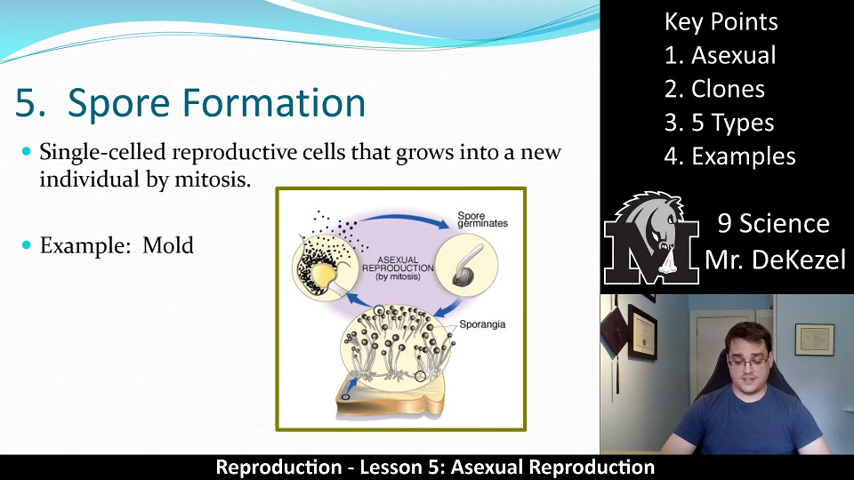 5. Spore Formation
Single-celled reproductive cells that grows into a new
individual by mitosis.
Example: Mold
Spore
germinates
ASEXUAL
REPRODUCTION
(by mitosis)
Sporangia
Key Points
1. Asexual
2. Clones
3. 5 Types
4. Examples
M
9 Science
Mr. DeKezel
Reproduction - Lesson 5: Asexual Reproduction